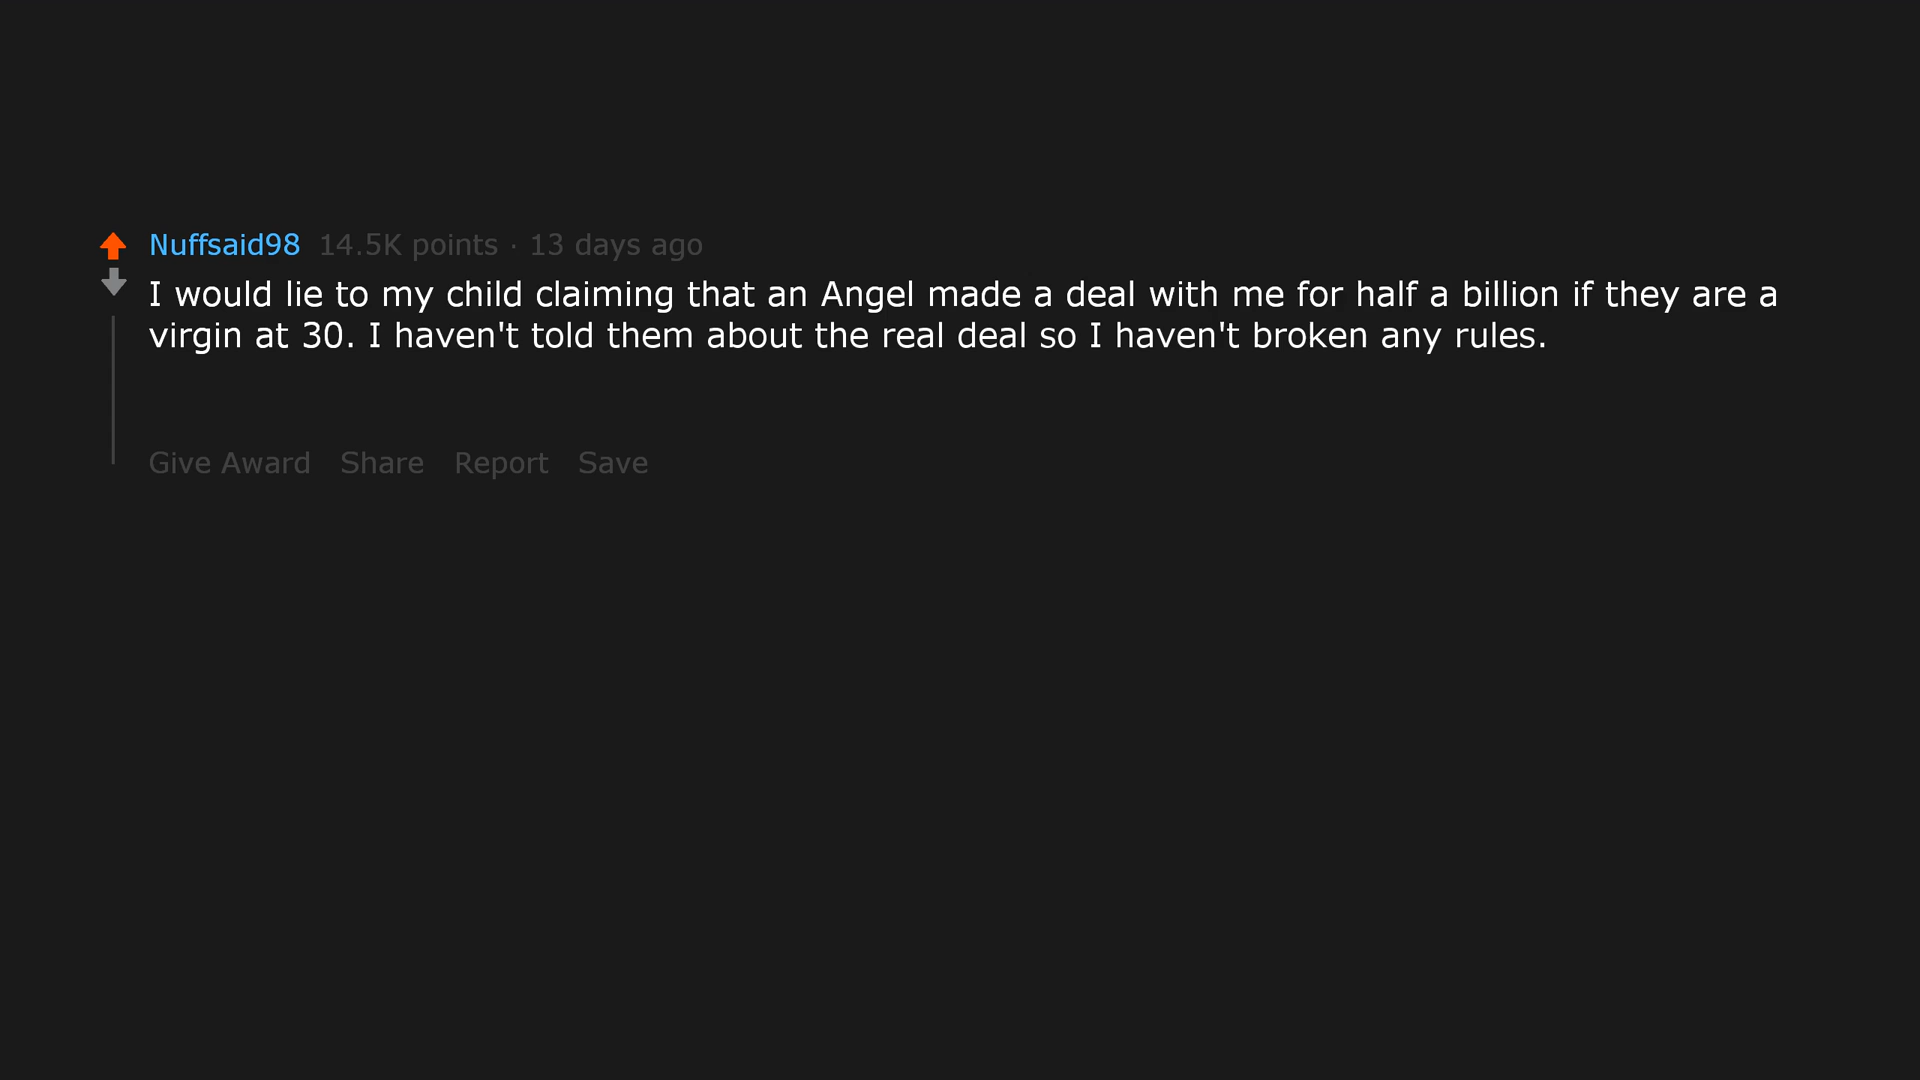 Nuffsaid98 14.5K points · 13 days ago
I would lie to my child claiming that an Angel made a deal with me for half a billion if they are a
virgin at 30. I haven't told them about the real deal so I haven't broken any rules.
Give Award Share Report Save